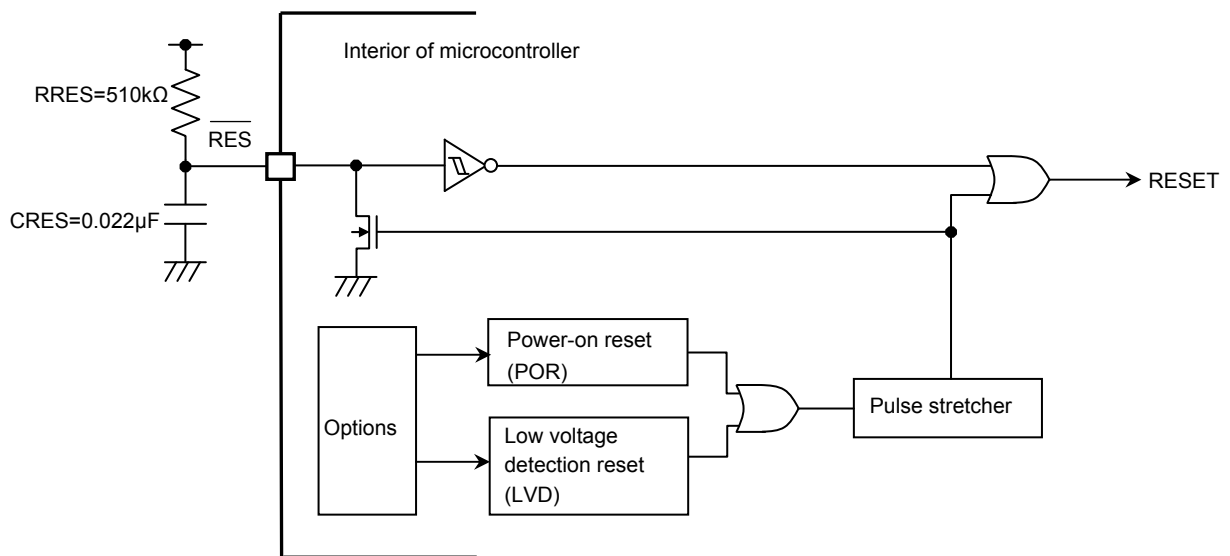 Interior of microcontroller
RRES=510kΩ
RES
CRES=0.022µF
RESET
Options
Power-on reset
(POR)
Low voltage
detection reset
(LVD)
Pulse stretcher